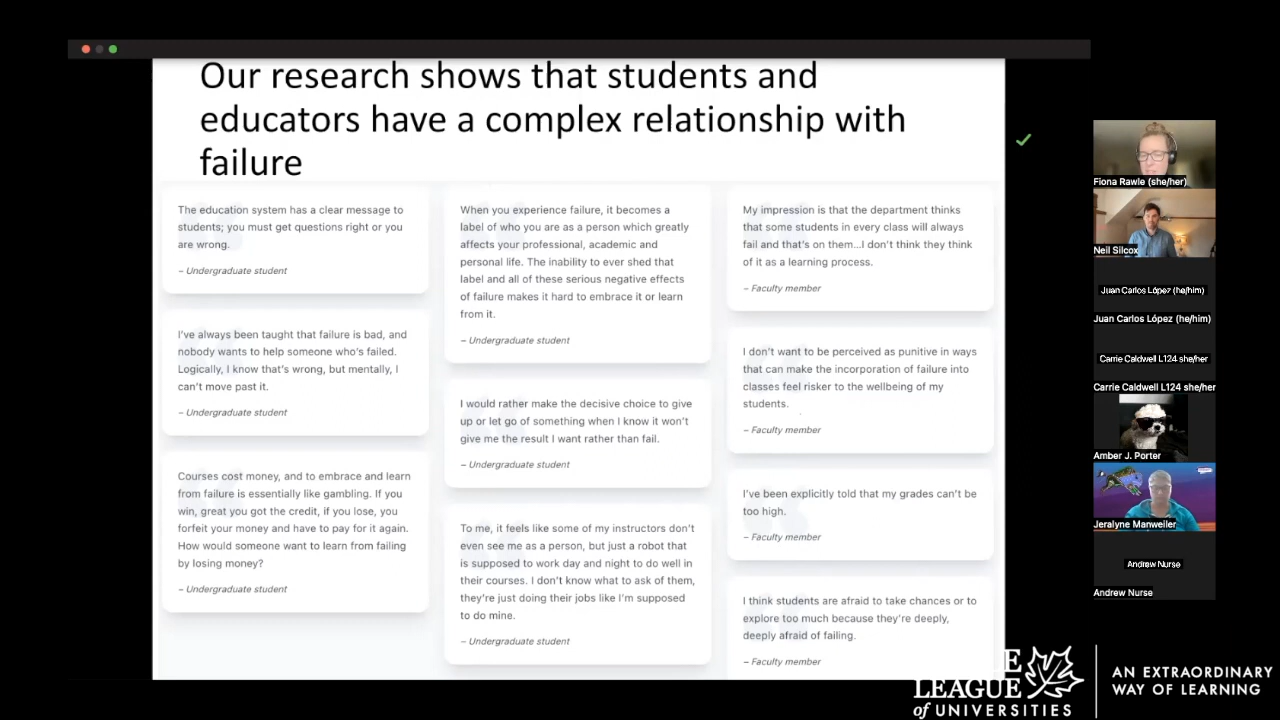 Our research shows that students and
educators have a complex relationship with
failure
The education system has a clear message to
students; you must get questions right or you
are wrong.
– Undergraduate student
I've always been taught that failure is bad, and
nobody wants to help someone who's failed.
Logically, I know that's wrong, but mentally, I
can't move past it.
– Undergraduate student
Courses cost money, and to embrace and learn
from failure is essentially like gambling. If you
win, great you got the credit, if you lose, you
forfeit your money and have to pay for it again.
How would someone want to learn from failing
by losing money?
– Undergraduate student
When you experience failure, it becomes a
label of who you are as a person which greatly
affects your professional, academic and
personal life. The inability to ever shed that
label and all of these serious negative effects
of failure makes it hard to embrace it or learn
from it.
– Undergraduate student
I would rather make the decisive choice to give
up or let go of something when I know it won't
give me the result I want rather than fail.
– Undergraduate student
To me, it feels like some of my instructors don't
even see me as a person, but just a robot that
is supposed to work day and night to do well in
their courses. I don't know what to ask of them,
they're just doing their jobs like I'm supposed
to do mine.
– Undergraduate student
My impression is that the department thinks
that some students in every class will always
fail and that's on them...I don't think they think
of it as a learning process.
– Faculty member
I don't want to be perceived as punitive in ways
that can make the incorporation of failure into
classes feel risker to the wellbeing of my
students.
– Faculty member
I've been explicitly told that my grades can't be
too high.
– Faculty member
I think students are afraid to take chances or to
explore too much because they're deeply,
deeply afraid of failing.
– Faculty member
Fiona Rawle (she/her)
Neil Silcox
Juan Carlos López (he/him)
Juan Carlos López (he/him)
Carrie Caldwell L124 she/her
Carrie Caldwell L124 she/her
Amber J. Porter
Jeralyne Manweiler
Andrew Nurse
Andrew Nurse
LEAGUE
of UNIVERSITIES
AN EXTRAORDINARY
WAY OF LEARNING